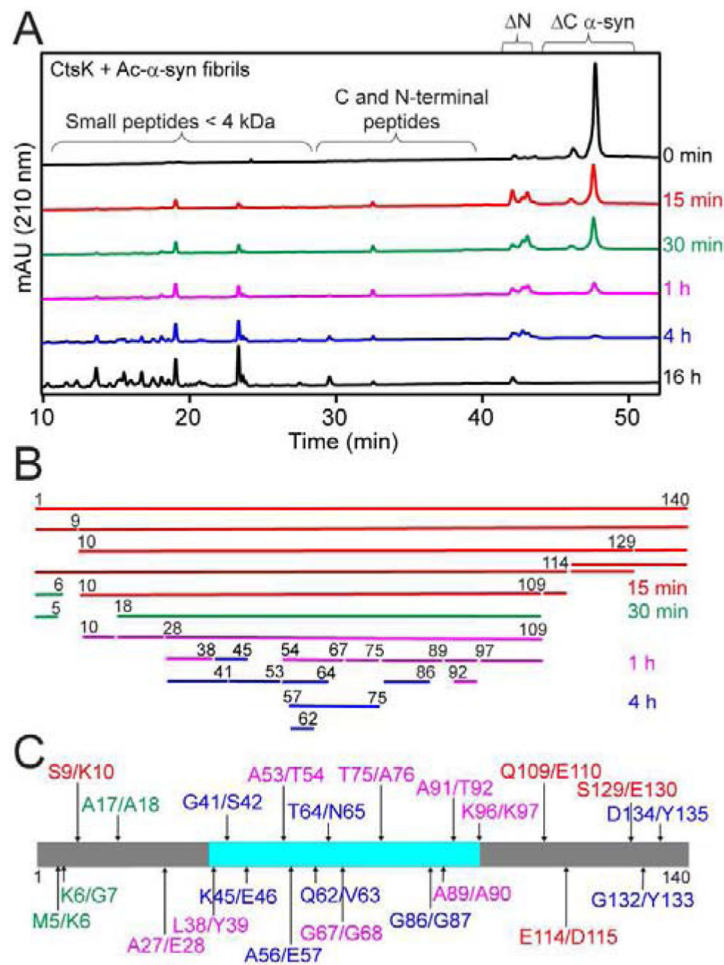 A
ΔN
ΔC α-syn
CtsK + Ac-α-syn fibrils
Small peptides < 4 kDa
C and N-terminal
peptides
mAU (210 nm)
0 min
15 min
30 min
1 h
4 h
16 h
10 20 30 40 50
Time (min)
B
1 140
9
10 129
114
6 10 109 15 min
5 18 30 min
10 28 109
38 45 54 67 75 89 97 1 h
41 53 64 86 92
57 75 4 h
62
C
S9/K10
A17/A18
G41/S42
A53/T54
T64/N65
T75/A76
A91/T92
K96/K97
Q109/E110
S129/E130
D134/Y135
1 140
M5/K6
K6/G7
A27/E28
L38/Y39
K45/E46
A56/E57
Q62/V63
G67/G68
G86/G87
A89/A90
E114/D115
G132/Y133